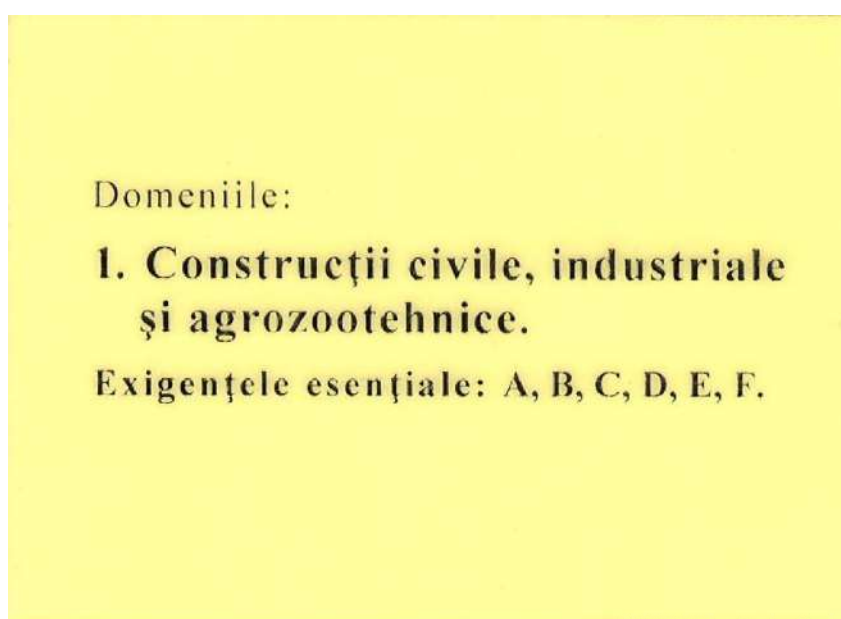 Domeniile:
1. Construcţii civile, industriale
şi agrozootehnice.
Exigenţele esenţiale: A, B, C, D, E, F.